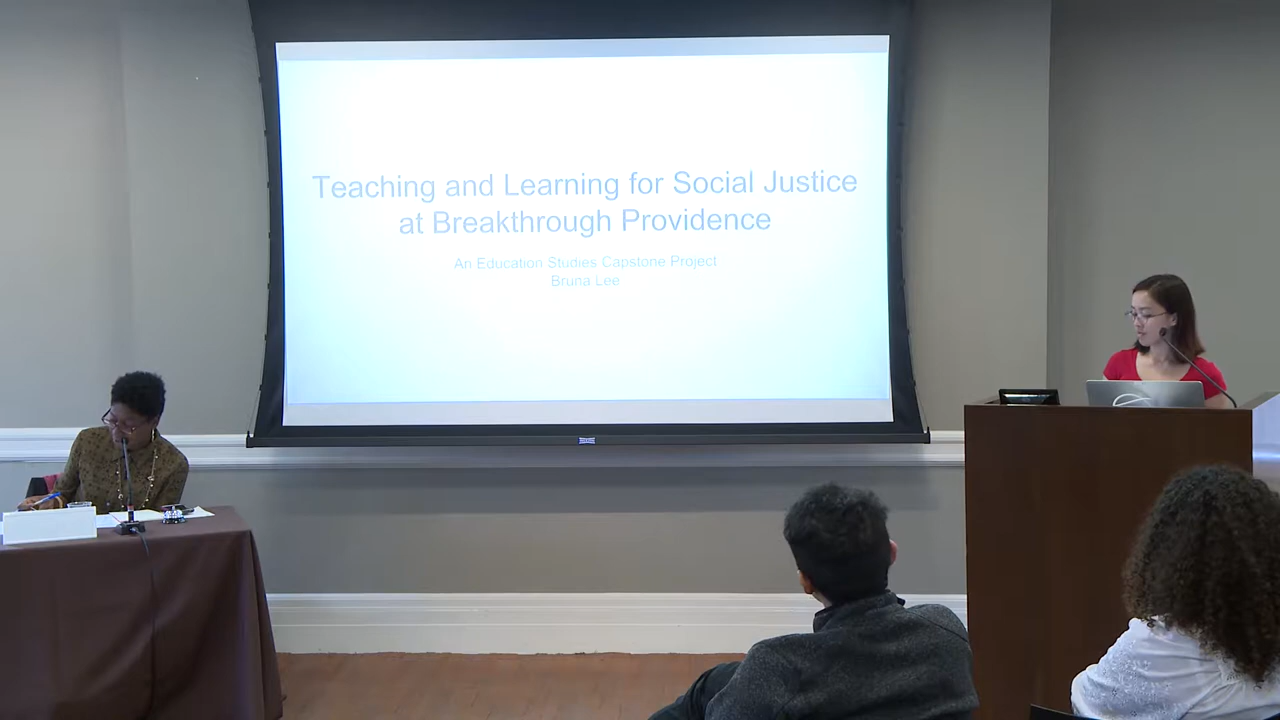 Teaching and Learning for Social Justice
at Breakthrough Providence
An Education Studies Capstone Project
Bruna Lee